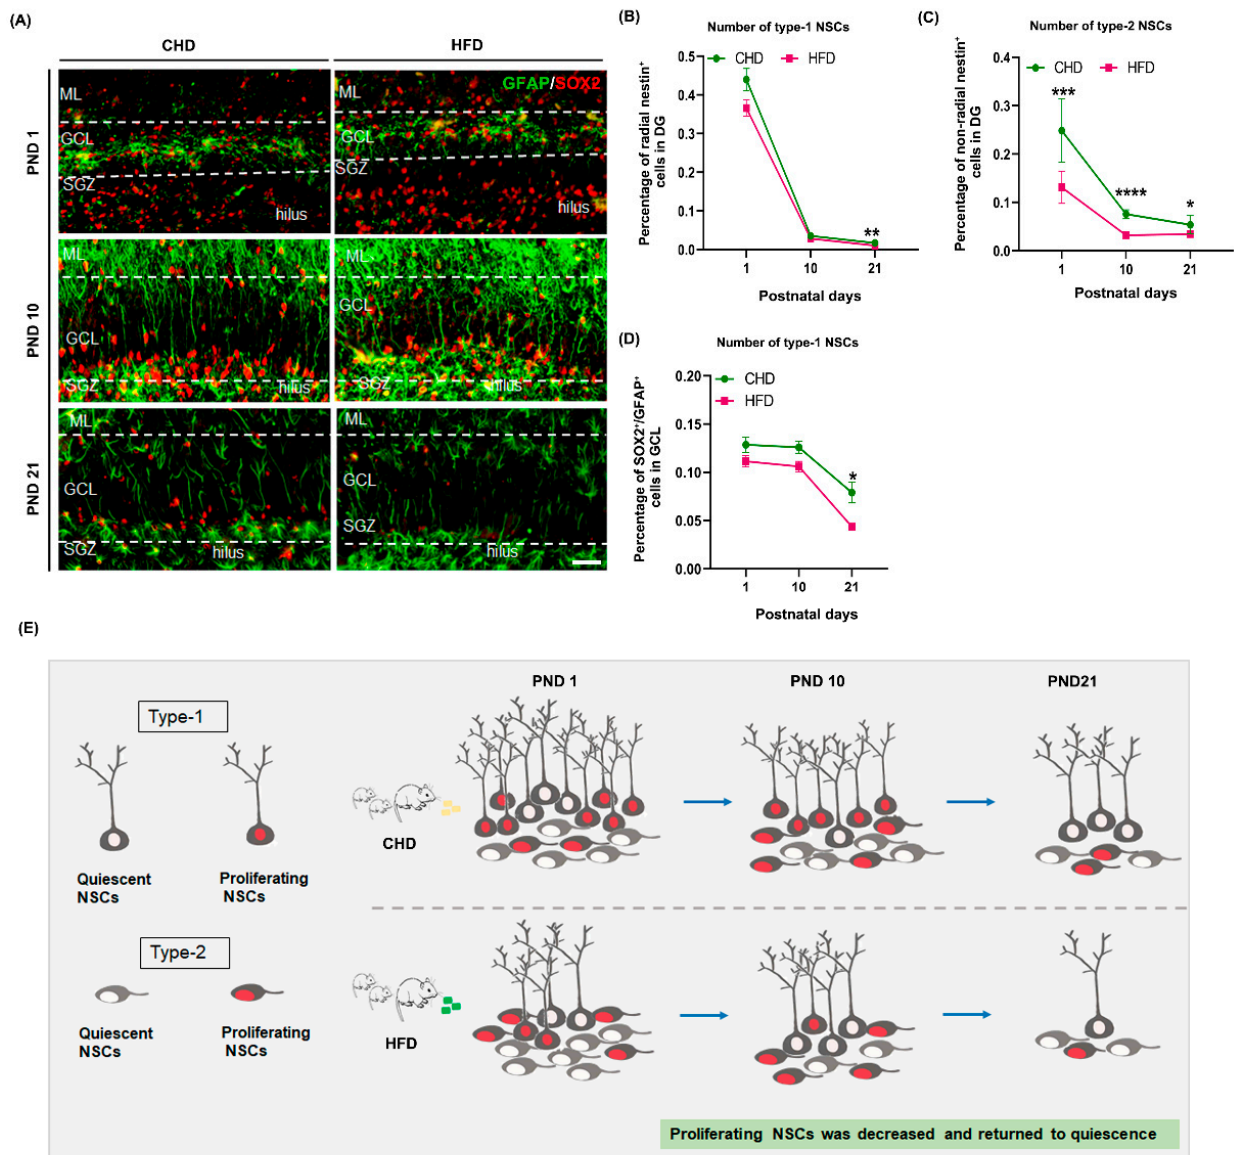 (A)
CHD
HFD
PND 1
ML
GCL
SGZ
hilus
GFAP/SOX2
ML
GCL
SGZ
hilus
PND 10
ML
GCL
SGZ
hilus
ML
GCL
SGZ
hilus
PND 21
ML
GCL
SGZ
hilus
ML
GCL
SGZ
hilus
(B)
Number of type-1 NSCs
CHD
HFD
Percentage of radial nestin⁺
cells in DG
0.5
0.4
0.3
0.2
0.1
0.0
**
1 10 21
Postnatal days
(C)
Number of type-2 NSCs
CHD
HFD
Percentage of non-radial nestin⁺
cells in DG
0.4
0.3
0.2
0.1
0.0
***
****
*
1 10 21
Postnatal days
(D)
Number of type-1 NSCs
CHD
HFD
Percentage of SOX2⁺/GFAP⁺
cells in GCL
0.20
0.15
0.10
0.05
0.00
*
1 10 21
Postnatal days
(E)
PND 1
PND 10
PND21
Type-1
Quiescent
NSCs
Proliferating
NSCs
CHD
Type-2
Quiescent
NSCs
Proliferating
NSCs
HFD
Proliferating NSCs was decreased and returned to quiescence